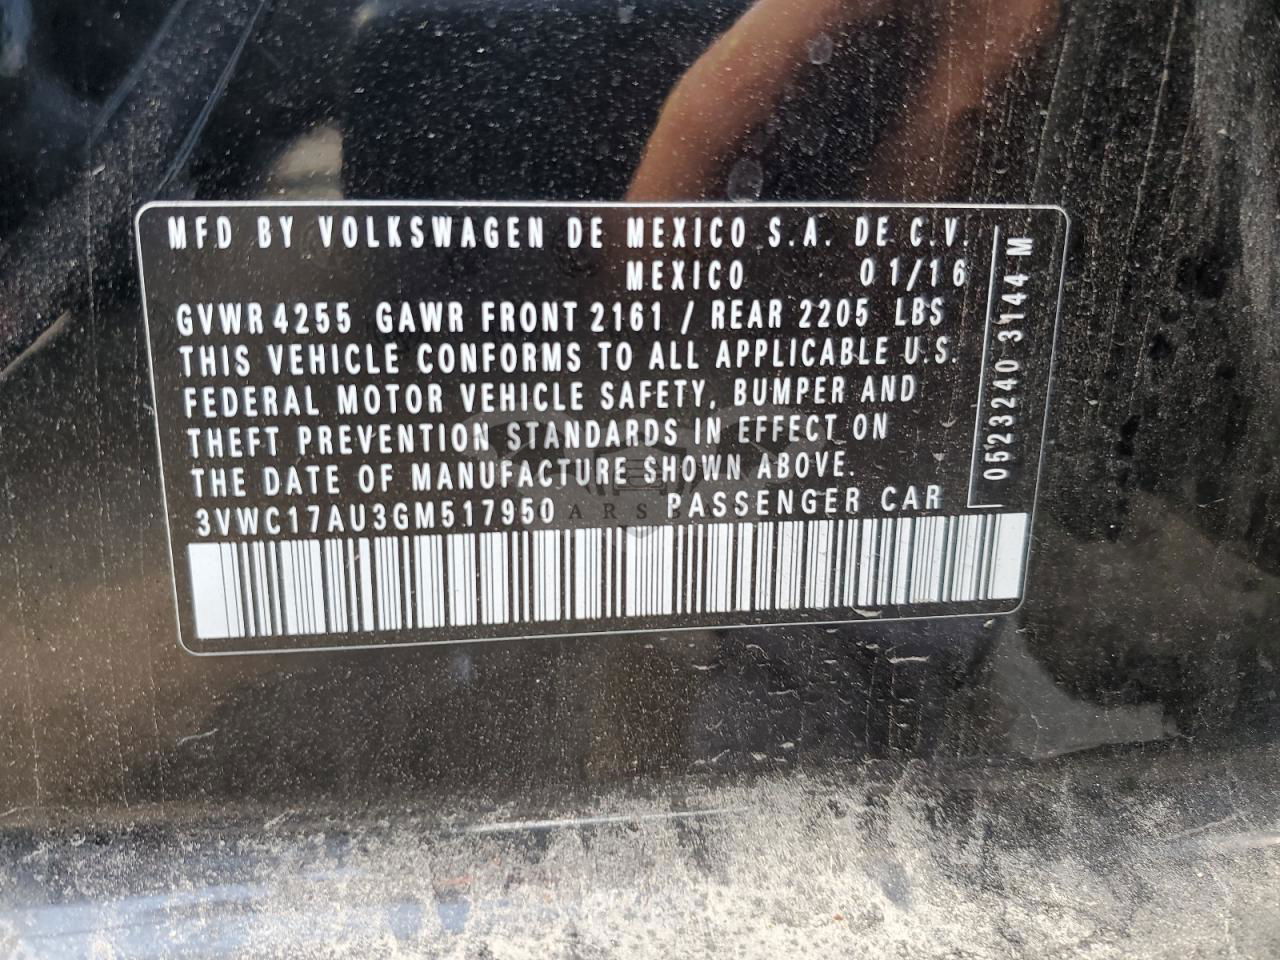 MFD BY VOLKSWAGEN DE MEXICO S.A. DE C.V.
MEXICO 01/16
GVWR 4255 GAWR FRONT 2161 / REAR 2205 LBS
THIS VEHICLE CONFORMS TO ALL APPLICABLE U.S.
FEDERAL MOTOR VEHICLE SAFETY, BUMPER AND
THEFT PREVENTION STANDARDS IN EFFECT ON
THE DATE OF MANUFACTURE SHOWN ABOVE.
3VWC17AU3GM517950 PASSENGER CAR
0523240 3144 M